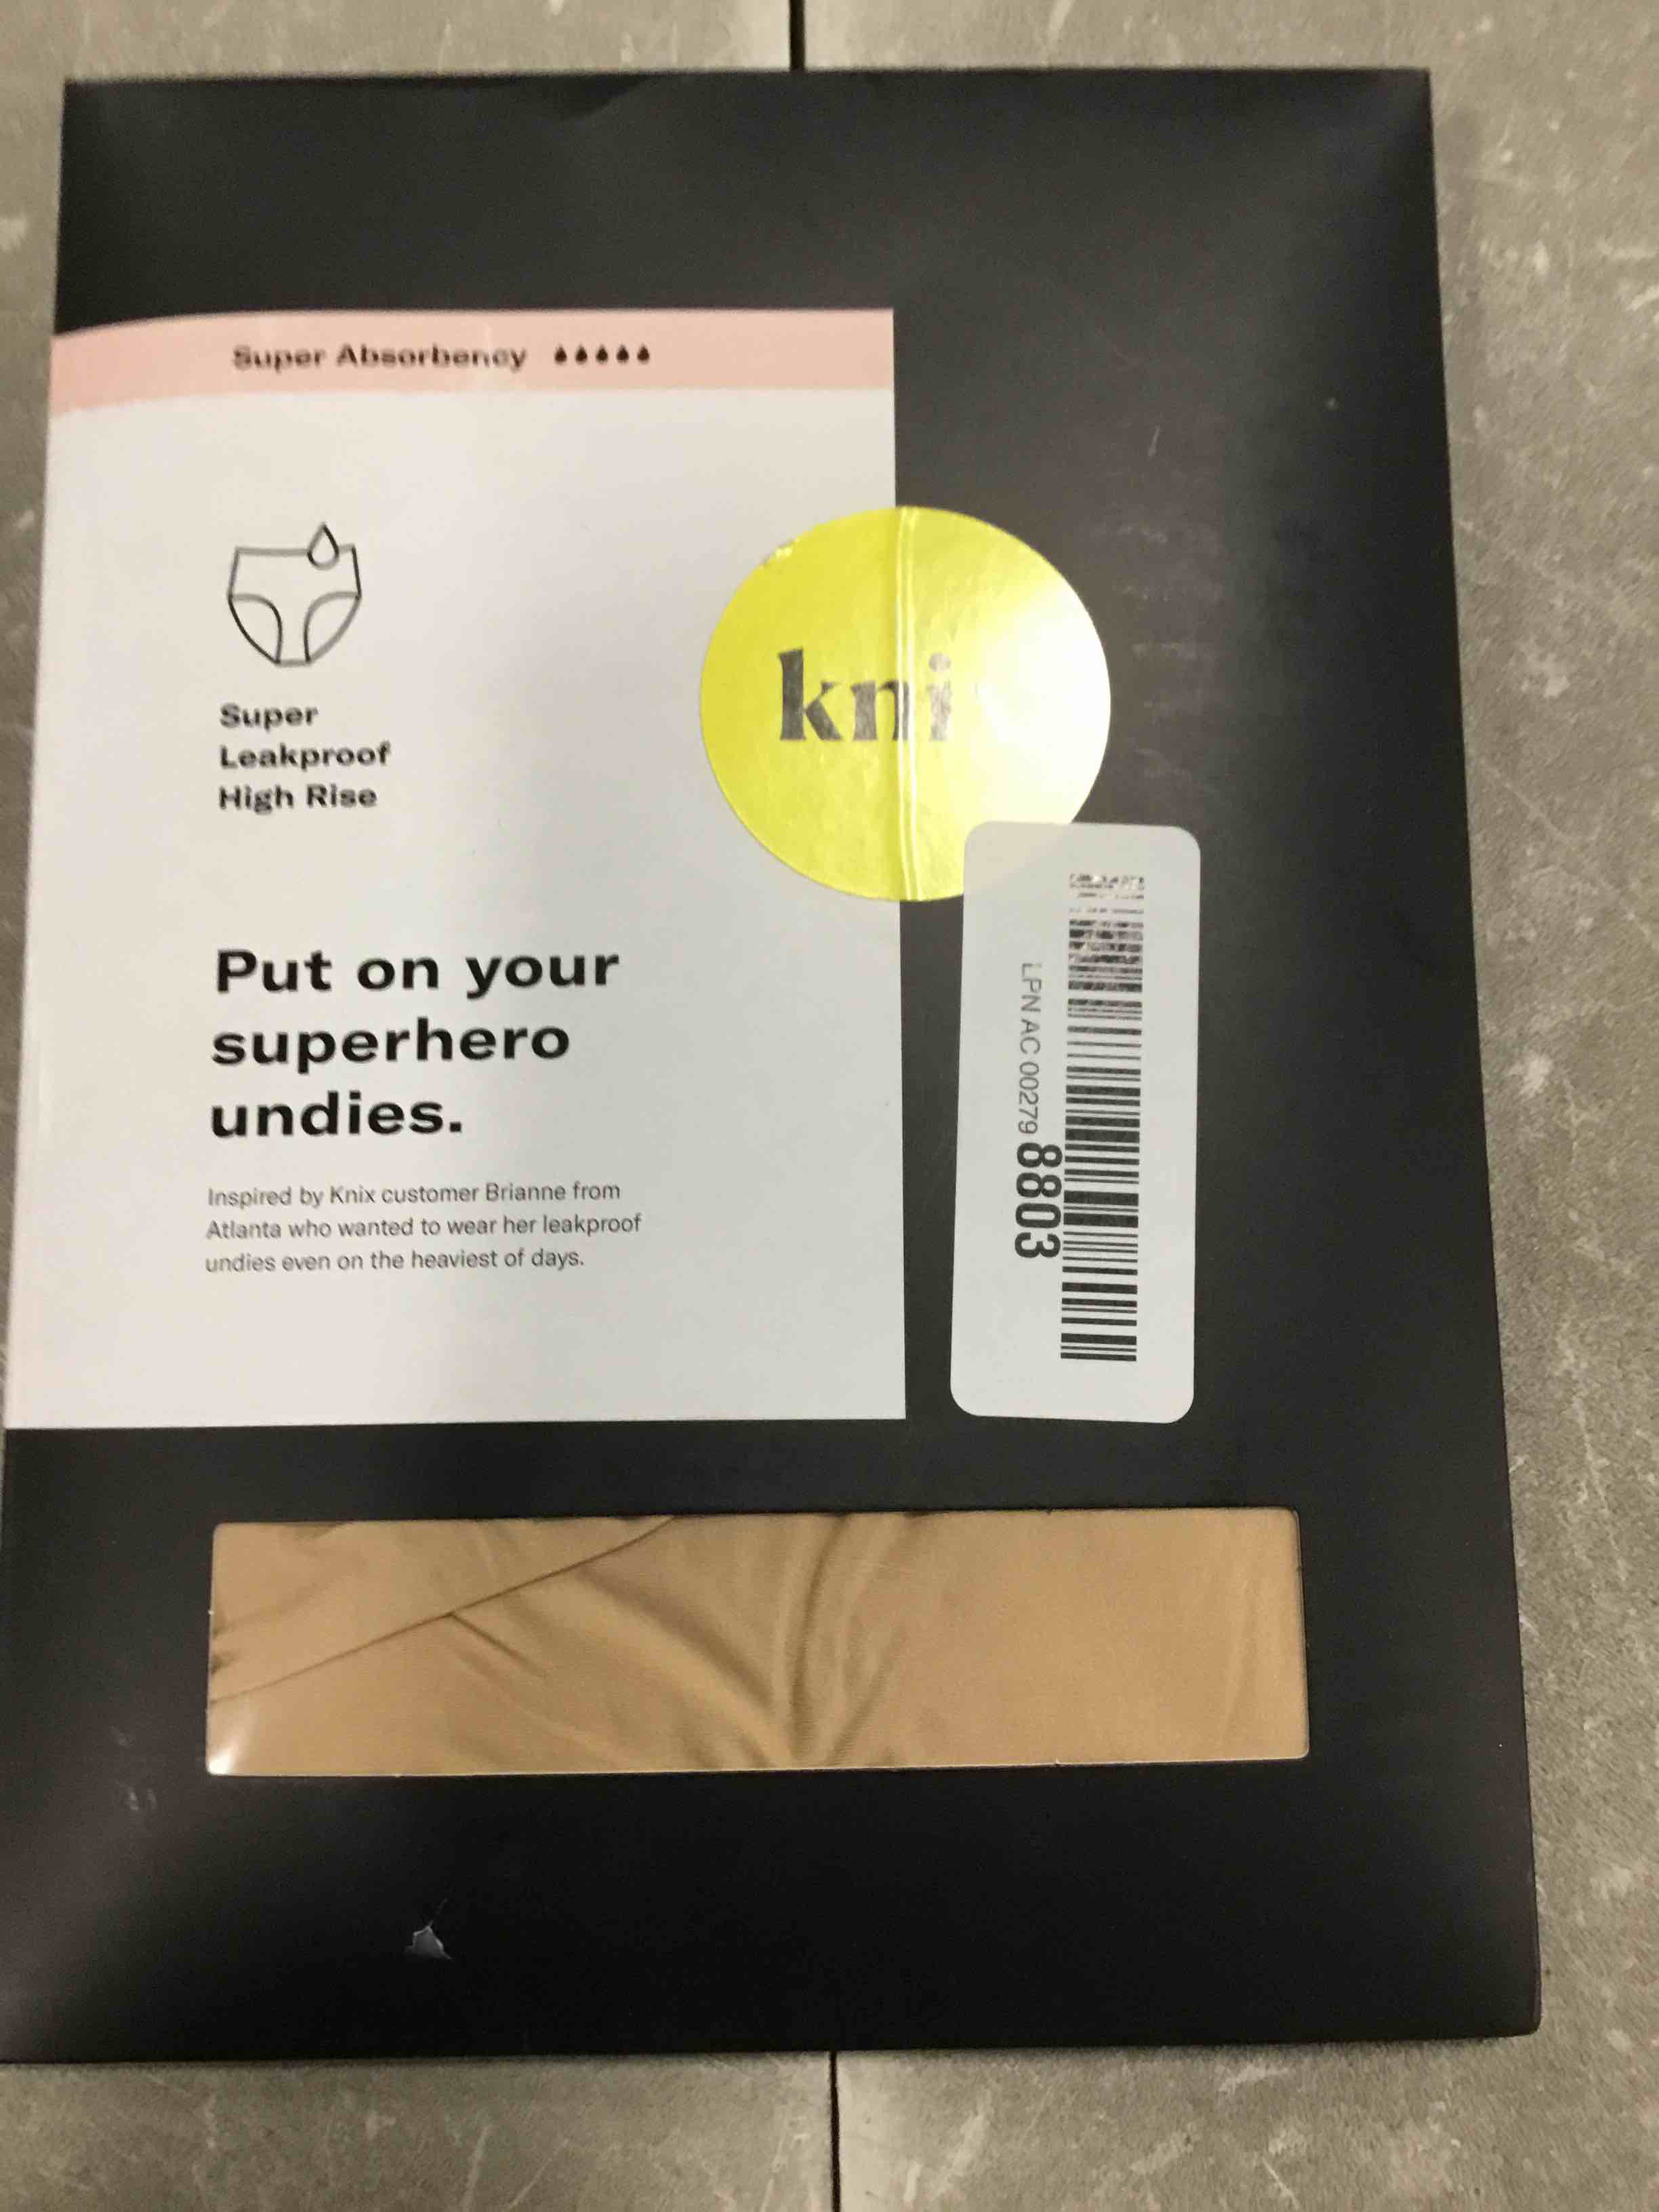 Super Absorbency
kni
Super
Leakproof
High Rise
Put on your
superhero
undies.
Inspired by Knix customer Brianne from
Atlanta who wanted to wear her leakproof
undies even on the heaviest of days.
LPN AC 00279 8803